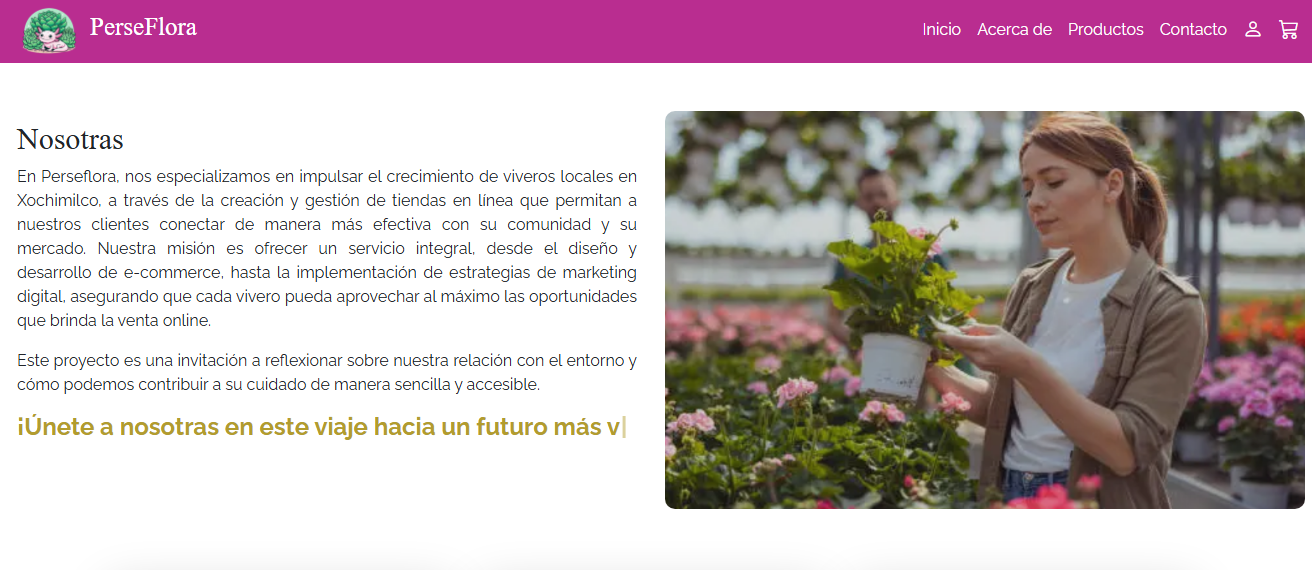 PerseFlora
Inicio Acerca de Productos Contacto
Nosotras
En Perseflora, nos especializamos en impulsar el crecimiento de viveros locales en
Xochimilco, a través de la creación y gestión de tiendas en línea que permitan a
nuestros clientes conectar de manera más efectiva con su comunidad y su
mercado. Nuestra misión es ofrecer un servicio integral, desde el diseño y
desarrollo de e-commerce, hasta la implementación de estrategias de marketing
digital, asegurando que cada vivero pueda aprovechar al máximo las oportunidades
que brinda la venta online.
Este proyecto es una invitación a reflexionar sobre nuestra relación con el entorno y
cómo podemos contribuir a su cuidado de manera sencilla y accesible.
¡Únete a nosotras en este viaje hacia un futuro más v|